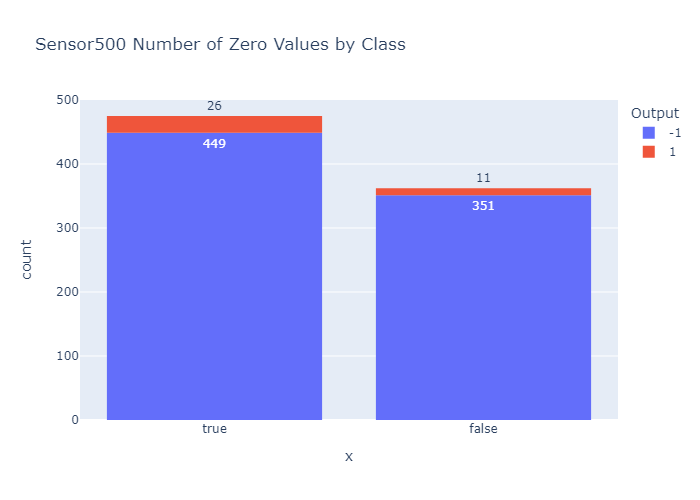 Sensor500 Number of Zero Values by Class
500
400
300
200
100
0
count
26
449
11
351
true
false
x
Output
-1
1